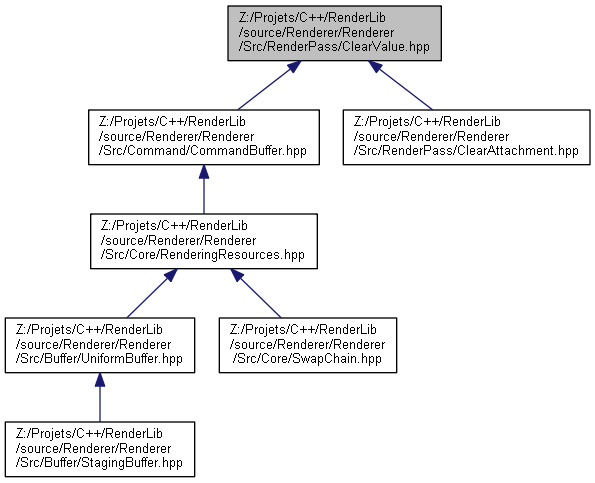 Z:/Projets/C++/RenderLib
/source/Renderer/Renderer
/Src/RenderPass/ClearValue.hpp
Z:/Projets/C++/RenderLib
/source/Renderer/Renderer
/Src/Command/CommandBuffer.hpp
Z:/Projets/C++/RenderLib
/source/Renderer/Renderer
/Src/RenderPass/ClearAttachment.hpp
Z:/Projets/C++/RenderLib
/source/Renderer/Renderer
/Src/Core/RenderingResources.hpp
Z:/Projets/C++/RenderLib
/source/Renderer/Renderer
/Src/Buffer/UniformBuffer.hpp
Z:/Projets/C++/RenderLib
/source/Renderer/Renderer
/Src/Core/SwapChain.hpp
Z:/Projets/C++/RenderLib
/source/Renderer/Renderer
/Src/Buffer/StagingBuffer.hpp